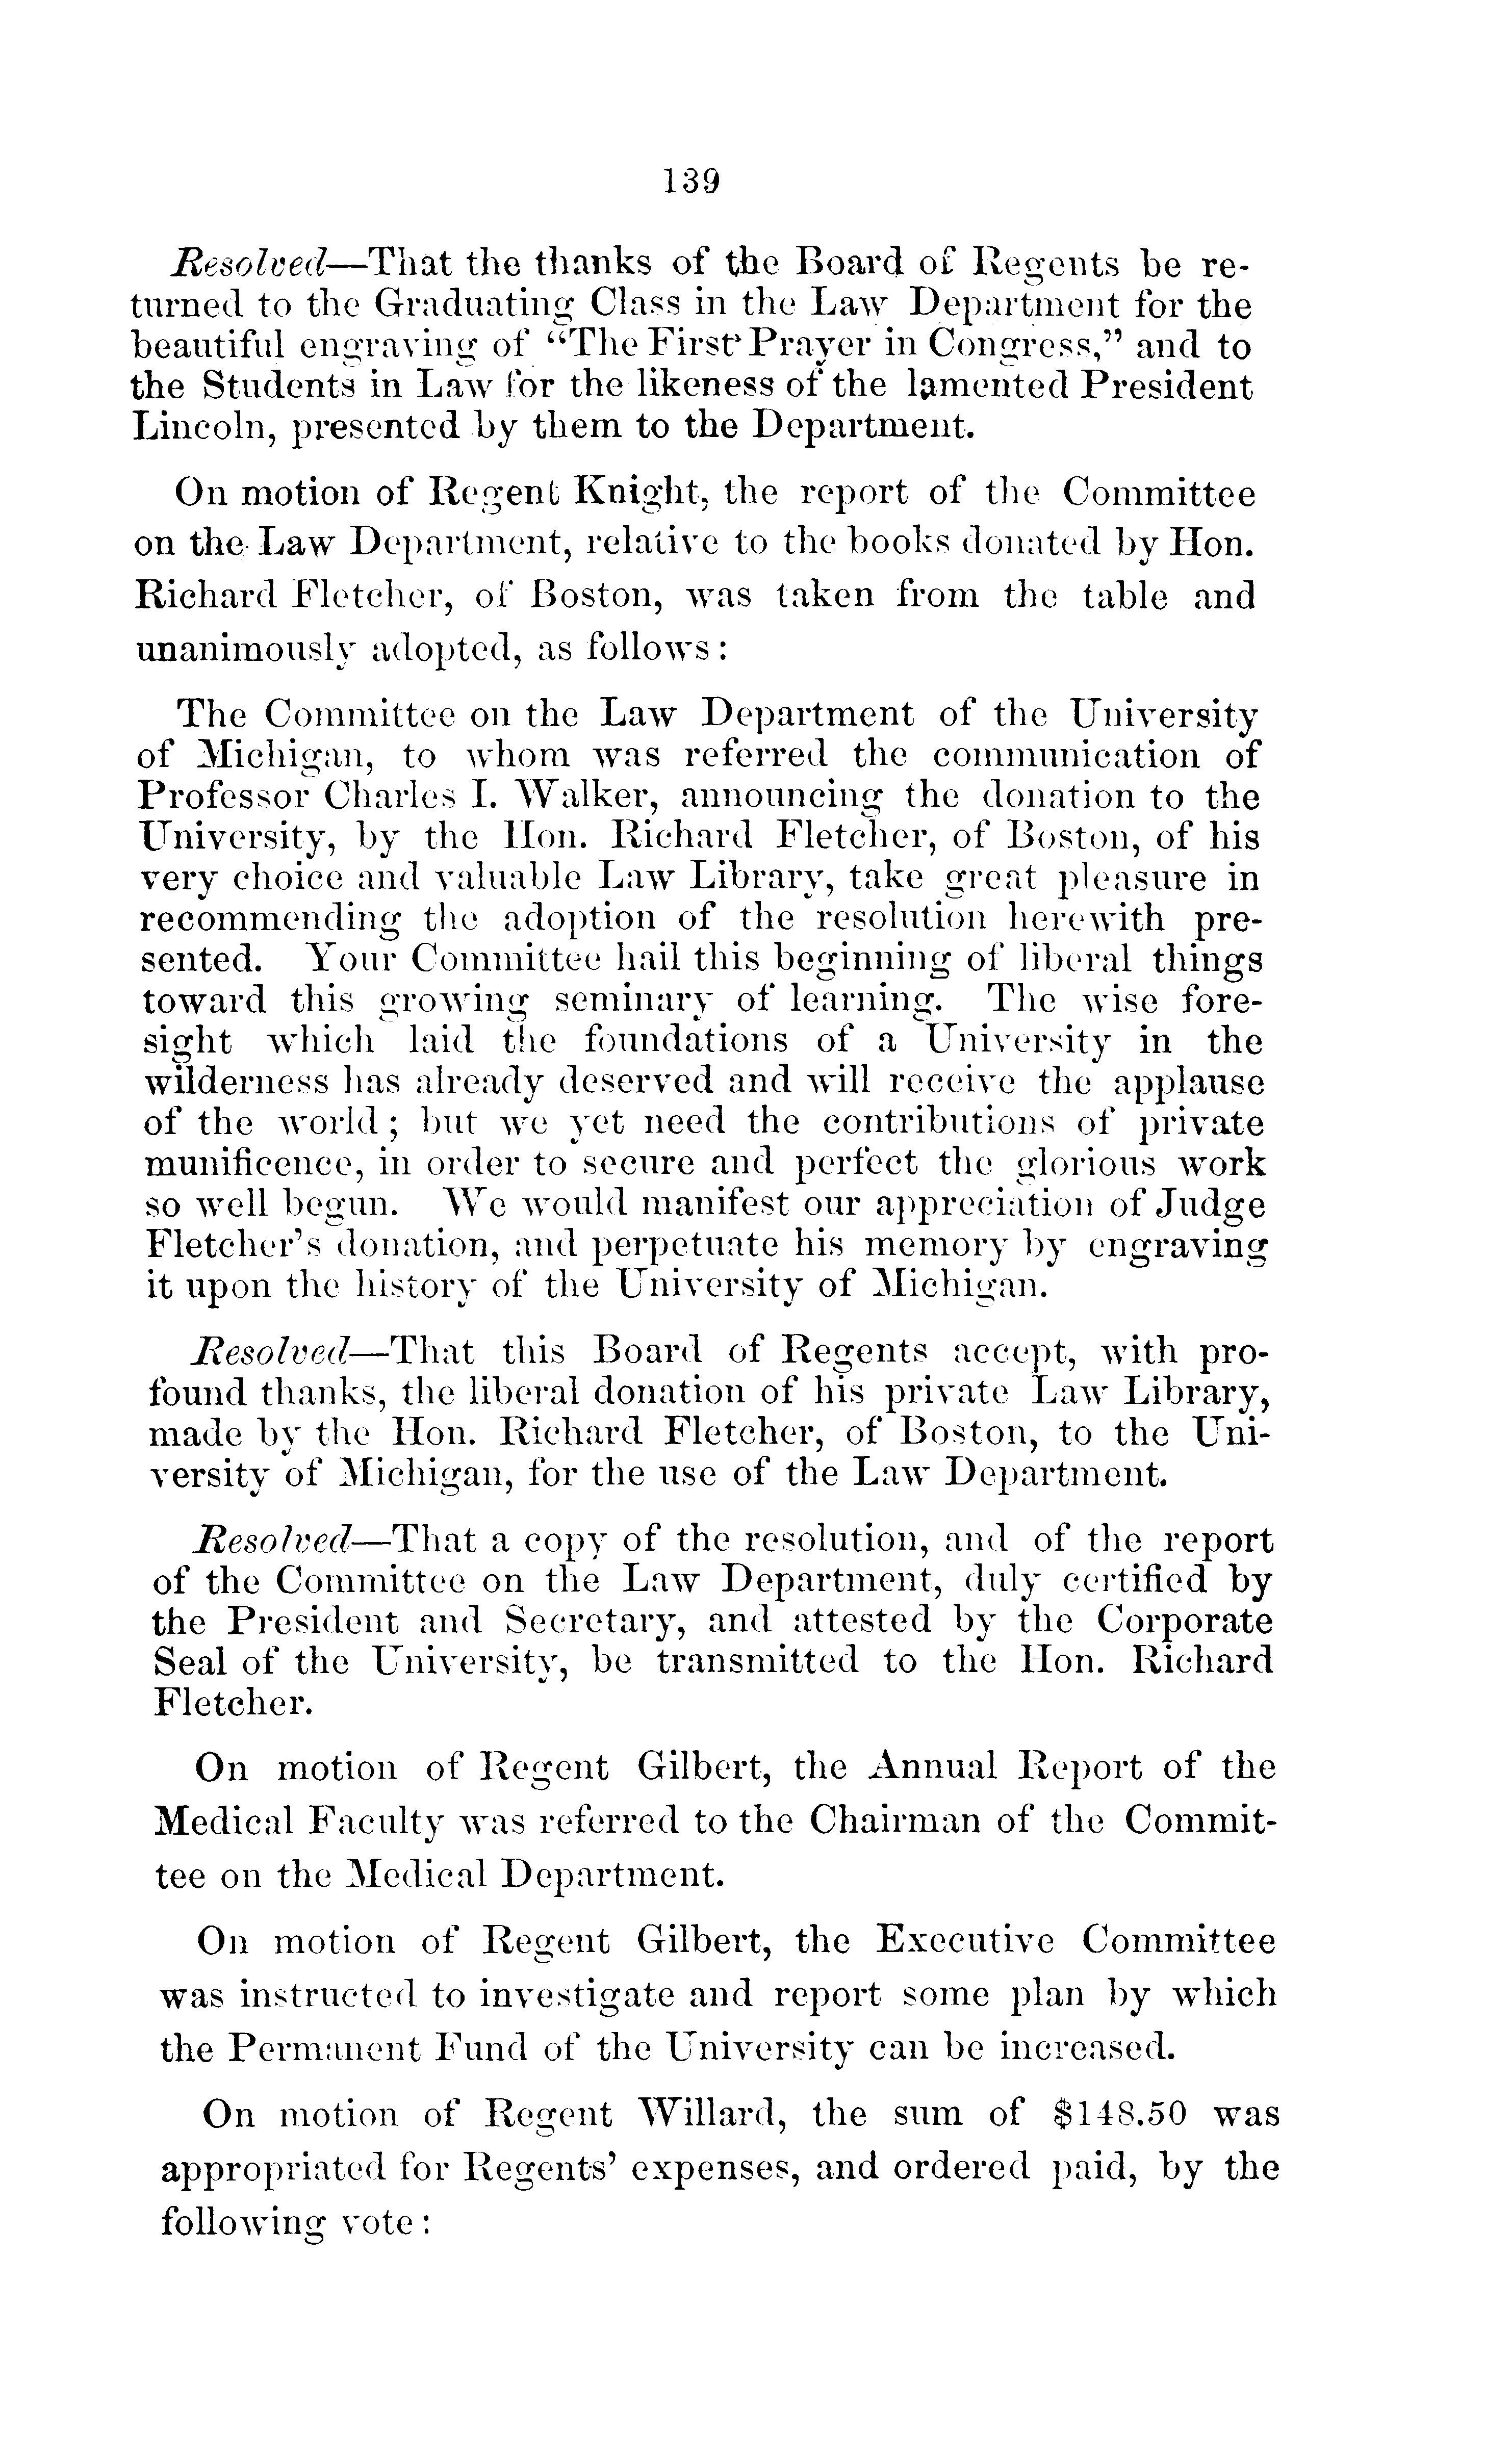 139
Resolved—That the thanks of the Board of Regents be re-
turned to the Graduating Class in the Law Department for the
beautiful engraving of “The First Prayer in Congress,” and to
the Students in Law for the likeness of the lamented President
Lincoln, presented by them to the Department.
On motion of Regent Knight, the report of the Committee
on the Law Department, relative to the books donated by Hon.
Richard Fletcher, of Boston, was taken from the table and
unanimously adopted, as follows:
The Committee on the Law Department of the University
of Michigan, to whom was referred the communication of
Professor Charles I. Walker, announcing the donation to the
University, by the Hon. Richard Fletcher, of Boston, of his
very choice and valuable Law Library, take great pleasure in
recommending the adoption of the resolution herewith pre-
sented. Your Committee hail this beginning of liberal things
toward this growing seminary of learning. The wise fore-
sight which laid the foundations of a University in the
wilderness has already deserved and will receive the applause
of the world; but we yet need the contributions of private
munificence, in order to secure and perfect the glorious work
so well begun. We would manifest our appreciation of Judge
Fletcher’s donation, and perpetuate his memory by engraving
it upon the history of the University of Michigan.
Resolved—That this Board of Regents accept, with pro-
found thanks, the liberal donation of his private Law Library,
made by the Hon. Richard Fletcher, of Boston, to the Uni-
versity of Michigan, for the use of the Law Department.
Resolved—That a copy of the resolution, and of the report
of the Committee on the Law Department, duly certified by
the President and Secretary, and attested by the Corporate
Seal of the University, be transmitted to the Hon. Richard
Fletcher.
On motion of Regent Gilbert, the Annual Report of the
Medical Faculty was referred to the Chairman of the Commit-
tee on the Medical Department.
On motion of Regent Gilbert, the Executive Committee
was instructed to investigate and report some plan by which
the Permanent Fund of the University can be increased.
On motion of Regent Willard, the sum of $148.50 was
appropriated for Regents’ expenses, and ordered paid, by the
following vote: